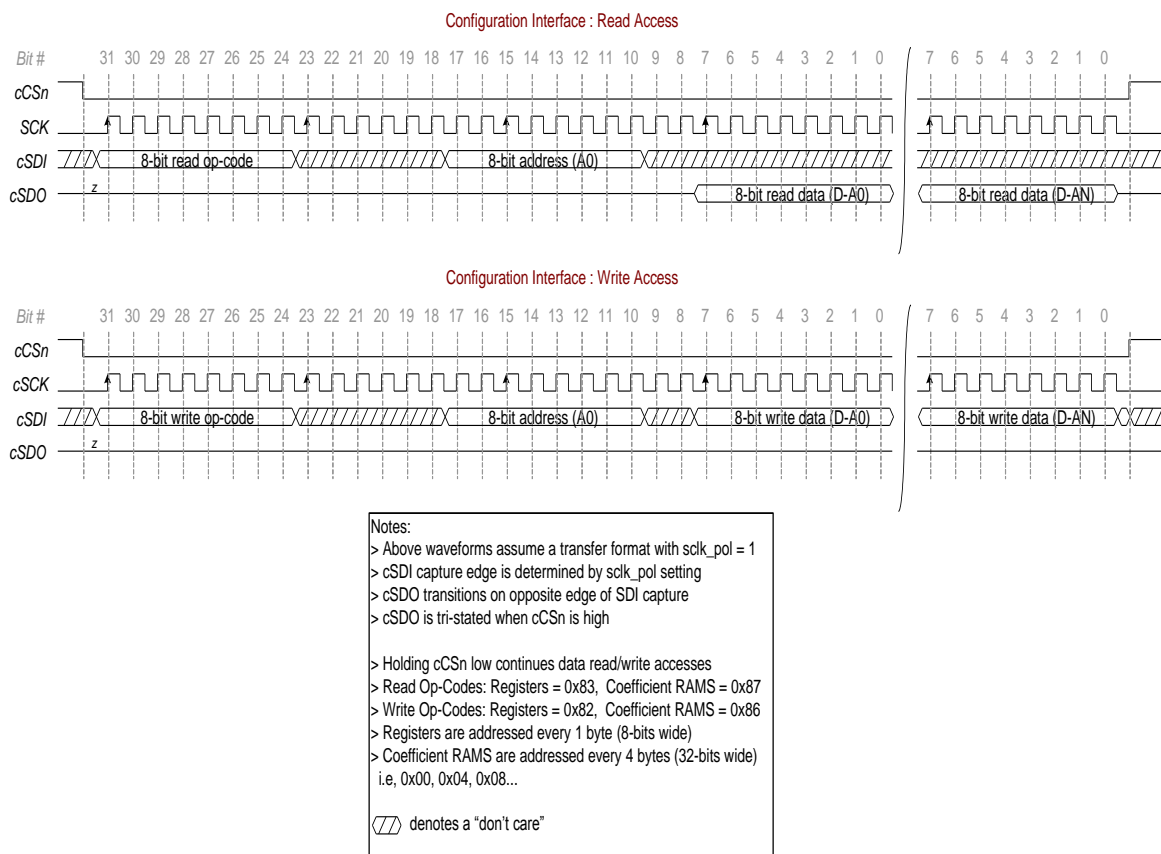 Configuration Interface : Read Access
Bit # 31 30 29 28 27 26 25 24 23 22 21 20 19 18 17 16 15 14 13 12 11 10 9 8 7 6 5 4 3 2 1 0 7 6 5 4 3 2 1 0
cCSn
SCK
cSDI 8-bit read op-code 8-bit address (A0)
cSDO z 8-bit read data (D-A0) 8-bit read data (D-AN)
Configuration Interface : Write Access
Bit # 31 30 29 28 27 26 25 24 23 22 21 20 19 18 17 16 15 14 13 12 11 10 9 8 7 6 5 4 3 2 1 0 7 6 5 4 3 2 1 0
cCSn
cSCK
cSDI 8-bit write op-code 8-bit address (A0) 8-bit write data (D-A0) 8-bit write data (D-AN)
cSDO z
Notes:
> Above waveforms assume a transfer format with sclk_pol = 1
> cSDI capture edge is determined by sclk_pol setting
> cSDO transitions on opposite edge of SDI capture
> cSDO is tri-stated when cCSn is high
> Holding cCSn low continues data read/write accesses
> Read Op-Codes: Registers = 0x83, Coefficient RAMS = 0x87
> Write Op-Codes: Registers = 0x82, Coefficient RAMS = 0x86
> Registers are addressed every 1 byte (8-bits wide)
> Coefficient RAMS are addressed every 4 bytes (32-bits wide)
i.e, 0x00, 0x04, 0x08...
denotes a “don't care”